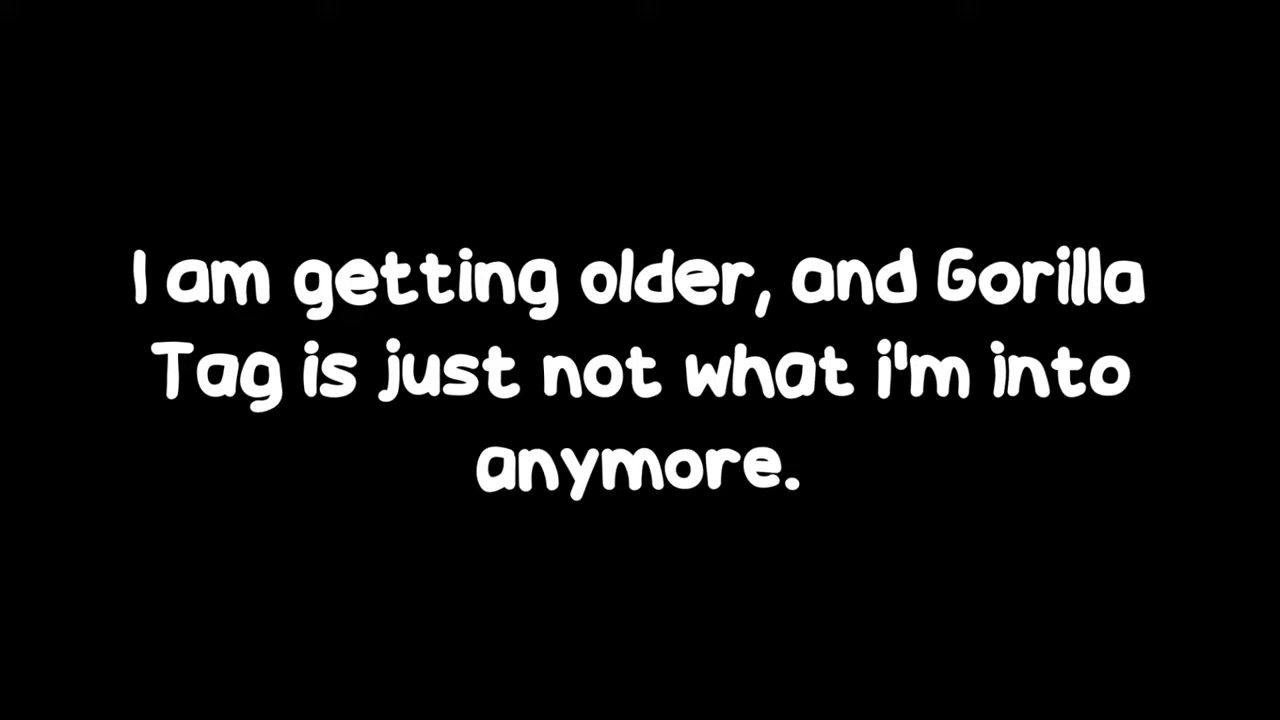 I am getting older, and Gorilla
Tag is just not what i'm into
anymore.